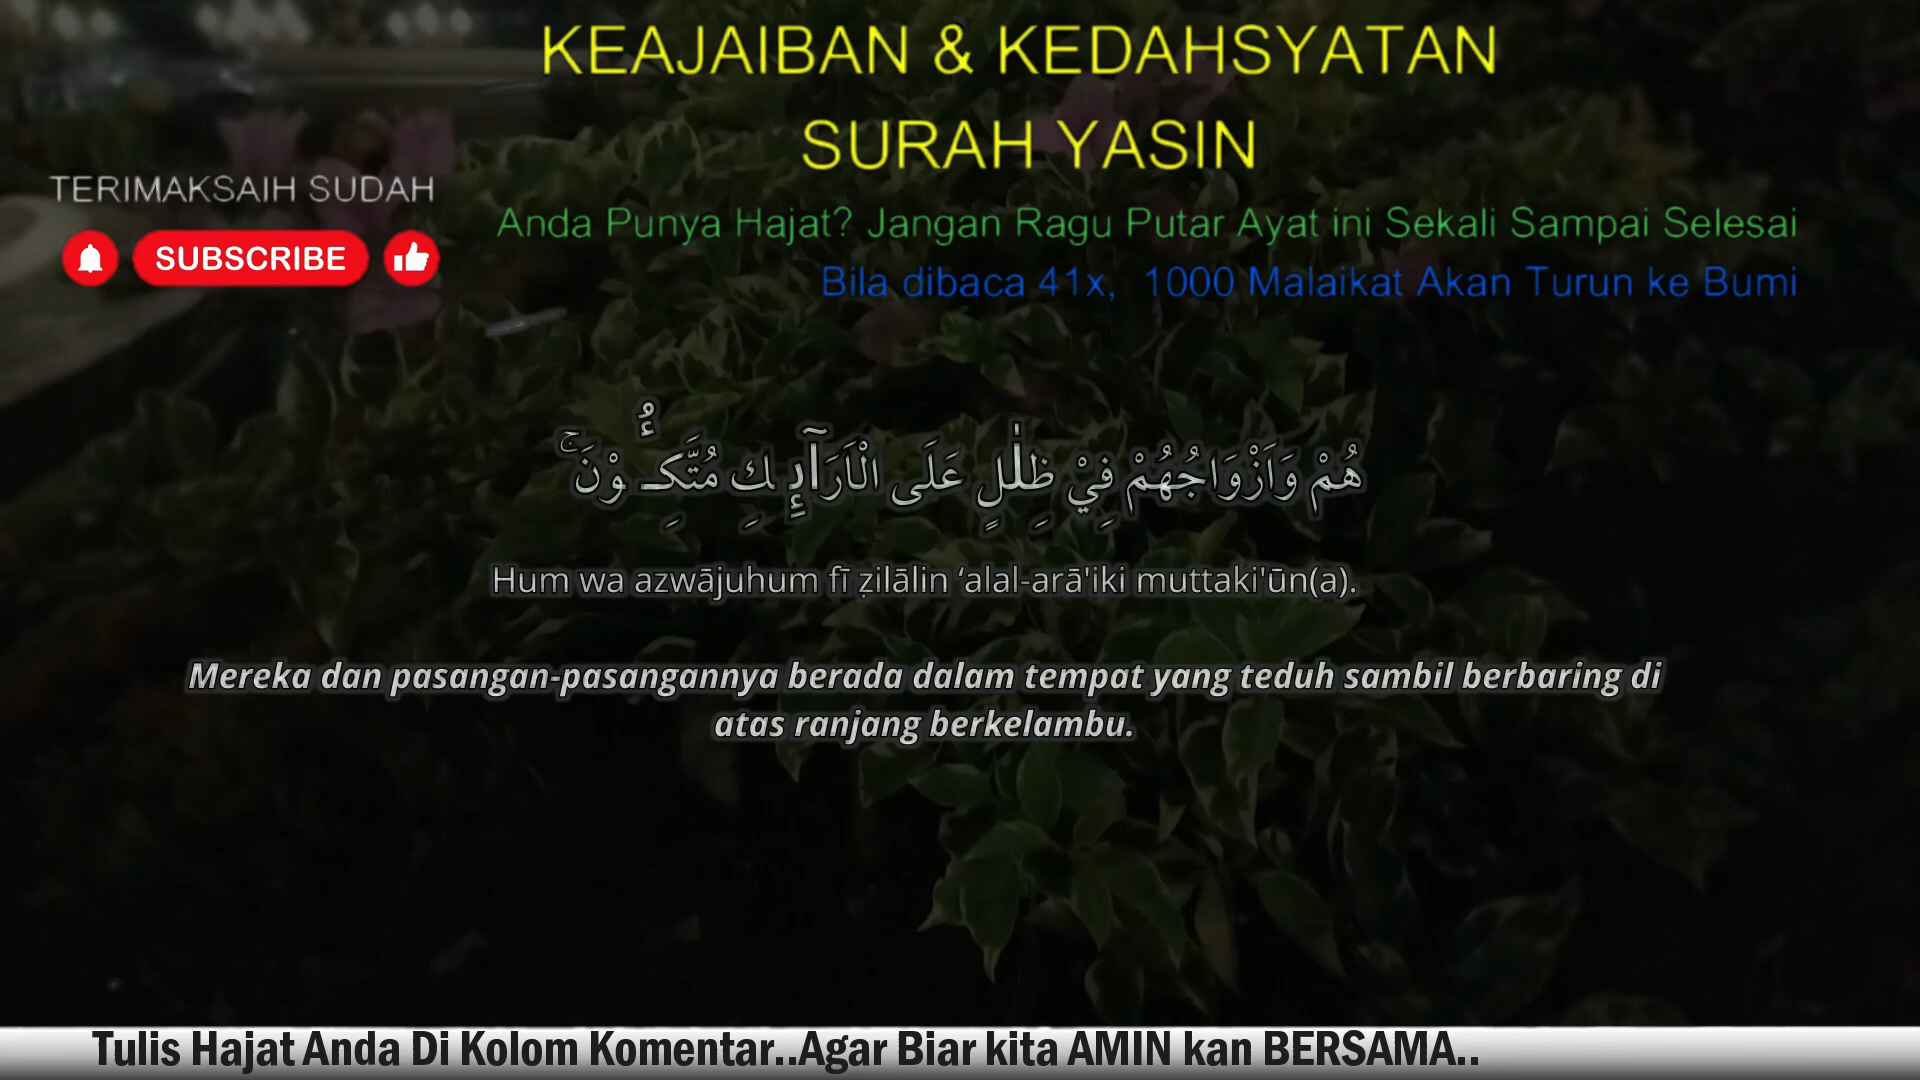 KEAJAIBAN & KEDAHSYATAN
SURAH YASIN
TERIMAKSAIH SUDAH
SUBSCRIBE
Anda Punya Hajat? Jangan Ragu Putar Ayat ini Sekali Sampai Selesai
Bila dibaca 41x, 1000 Malaikat Akan Turun ke Bumi
هُمْ وَاَزْوَاجُهُمْ فِيْ ظِلٰلٍ عَلَى الْاَرَاۤىِٕكِ مُتَّكِـُٔوْنَ ۚ
Hum wa azwājuhum fī ẓilālin ‘alal-arā'iki muttaki'ūn(a).
Mereka dan pasangan-pasangannya berada dalam tempat yang teduh sambil berbaring di
atas ranjang berkelambu.
Tulis Hajat Anda Di Kolom Komentar..Agar Biar kita AMIN kan BERSAMA..